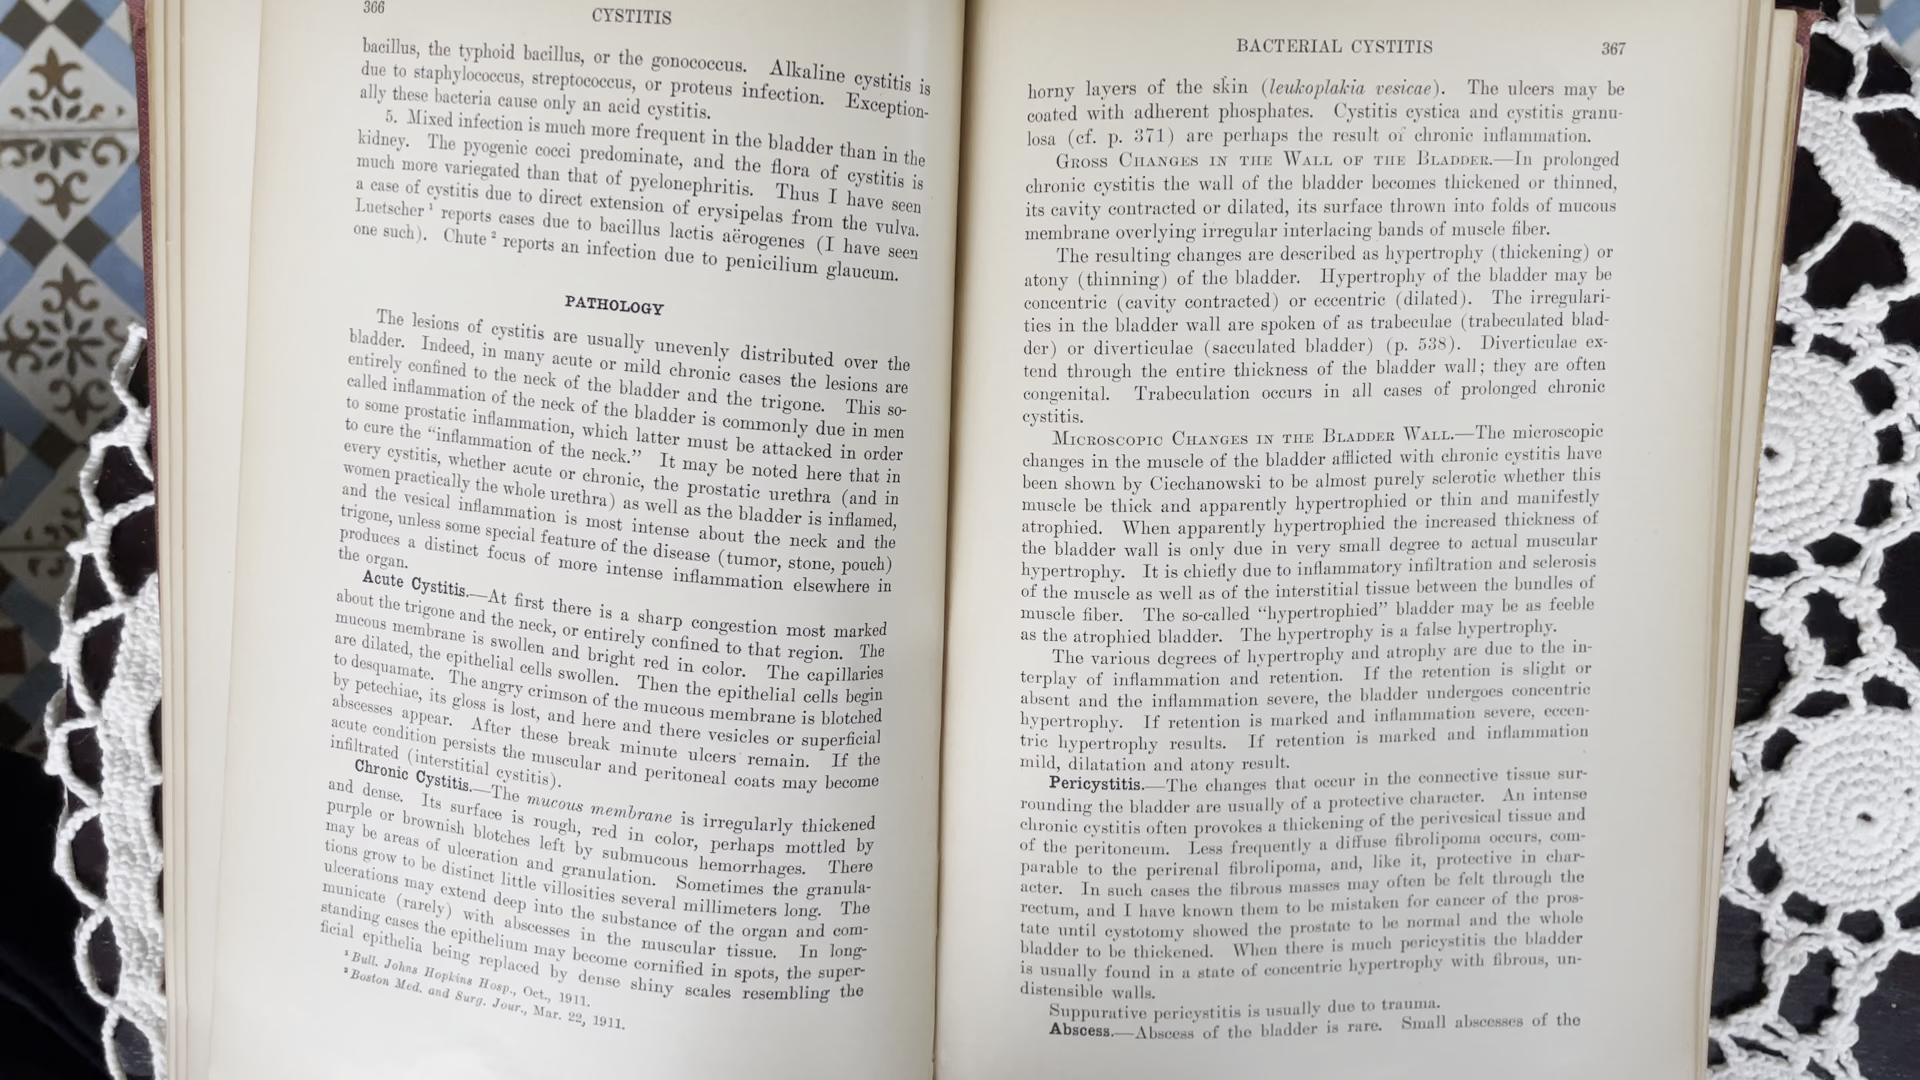 366
CYSTITIS
bacillus, the typhoid bacillus, or the gonococcus. Alkaline cystitis is
due to staphylococcus, streptococcus, or proteus infection. Exception-
ally these bacteria cause only an acid cystitis.
5. Mixed infection is much more frequent in the bladder than in the
kidney. The pyogenic cocci predominate, and the flora of cystitis is
much more variegated than that of pyelonephritis. Thus I have seen
a case of cystitis due to direct extension of erysipelas from the vulva.
Luetscher ¹ reports cases due to bacillus lactis aërogenes (I have seen
one such). Chute ² reports an infection due to penicilium glaucum.
PATHOLOGY
The lesions of cystitis are usually unevenly distributed over the
bladder. Indeed, in many acute or mild chronic cases the lesions are
entirely confined to the neck of the bladder and the trigone. This so-
called inflammation of the neck of the bladder is commonly due in men
to some prostatic inflammation, which latter must be attacked in order
to cure the “inflammation of the neck.” It may be noted here that in
every cystitis, whether acute or chronic, the prostatic urethra (and in
women practically the whole urethra) as well as the bladder is inflamed,
and the vesical inflammation is most intense about the neck and the
trigone, unless some special feature of the disease (tumor, stone, pouch)
produces a distinct focus of more intense inflammation elsewhere in
the organ.
Acute Cystitis.—At first there is a sharp congestion most marked
about the trigone and the neck, or entirely confined to that region. The
mucous membrane is swollen and bright red in color. The capillaries
are dilated, the epithelial cells swollen. Then the epithelial cells begin
to desquamate. The angry crimson of the mucous membrane is blotched
by petechiae, its gloss is lost, and here and there vesicles or superficial
abscesses appear. After these break minute ulcers remain. If the
acute condition persists the muscular and peritoneal coats may become
infiltrated (interstitial cystitis).
Chronic Cystitis.—The mucous membrane is irregularly thickened
and dense. Its surface is rough, red in color, perhaps mottled by
purple or brownish blotches left by submucous hemorrhages. There
may be areas of ulceration and granulation. Sometimes the granula-
tions grow to be distinct little villosities several millimeters long. The
ulcerations may extend deep into the substance of the organ and com-
municate (rarely) with abscesses in the muscular tissue. In long-
standing cases the epithelium may become cornified in spots, the super-
ficial epithelia being replaced by dense shiny scales resembling the
¹ Bull. Johns Hopkins Hosp., Oct., 1911.
² Boston Med. and Surg. Jour., Mar. 22, 1911.
BACTERIAL CYSTITIS
367
horny layers of the skin (leukoplakia vesicae). The ulcers may be
coated with adherent phosphates. Cystitis cystica and cystitis granu-
losa (cf. p. 371) are perhaps the result of chronic inflammation.
GROSS CHANGES IN THE WALL OF THE BLADDER.—In prolonged
chronic cystitis the wall of the bladder becomes thickened or thinned,
its cavity contracted or dilated, its surface thrown into folds of mucous
membrane overlying irregular interlacing bands of muscle fiber.
The resulting changes are described as hypertrophy (thickening) or
atony (thinning) of the bladder. Hypertrophy of the bladder may be
concentric (cavity contracted) or eccentric (dilated). The irregulari-
ties in the bladder wall are spoken of as trabeculae (trabeculated blad-
der) or diverticulae (sacculated bladder) (p. 538). Diverticulae ex-
tend through the entire thickness of the bladder wall; they are often
congenital. Trabeculation occurs in all cases of prolonged chronic
cystitis.
MICROSCOPIC CHANGES IN THE BLADDER WALL.—The microscopic
changes in the muscle of the bladder afflicted with chronic cystitis have
been shown by Ciechanowski to be almost purely sclerotic whether this
muscle be thick and apparently hypertrophied or thin and manifestly
atrophied. When apparently hypertrophied the increased thickness of
the bladder wall is only due in very small degree to actual muscular
hypertrophy. It is chiefly due to inflammatory infiltration and sclerosis
of the muscle as well as of the interstitial tissue between the bundles of
muscle fiber. The so-called “hypertrophied” bladder may be as feeble
as the atrophied bladder. The hypertrophy is a false hypertrophy.
The various degrees of hypertrophy and atrophy are due to the in-
terplay of inflammation and retention. If the retention is slight or
absent and the inflammation severe, the bladder undergoes concentric
hypertrophy. If retention is marked and inflammation severe, eccen-
tric hypertrophy results. If retention is marked and inflammation
mild, dilatation and atony result.
Pericystitis.—The changes that occur in the connective tissue sur-
rounding the bladder are usually of a protective character. An intense
chronic cystitis often provokes a thickening of the perivesical tissue and
of the peritoneum. Less frequently a diffuse fibrolipoma occurs, com-
parable to the perirenal fibrolipoma, and, like it, protective in char-
acter. In such cases the fibrous masses may often be felt through the
rectum, and I have known them to be mistaken for cancer of the pros-
tate until cystotomy showed the prostate to be normal and the whole
bladder to be thickened. When there is much pericystitis the bladder
is usually found in a state of concentric hypertrophy with fibrous, un-
distensible walls.
Suppurative pericystitis is usually due to trauma.
Abscess.—Abscess of the bladder is rare. Small abscesses of the